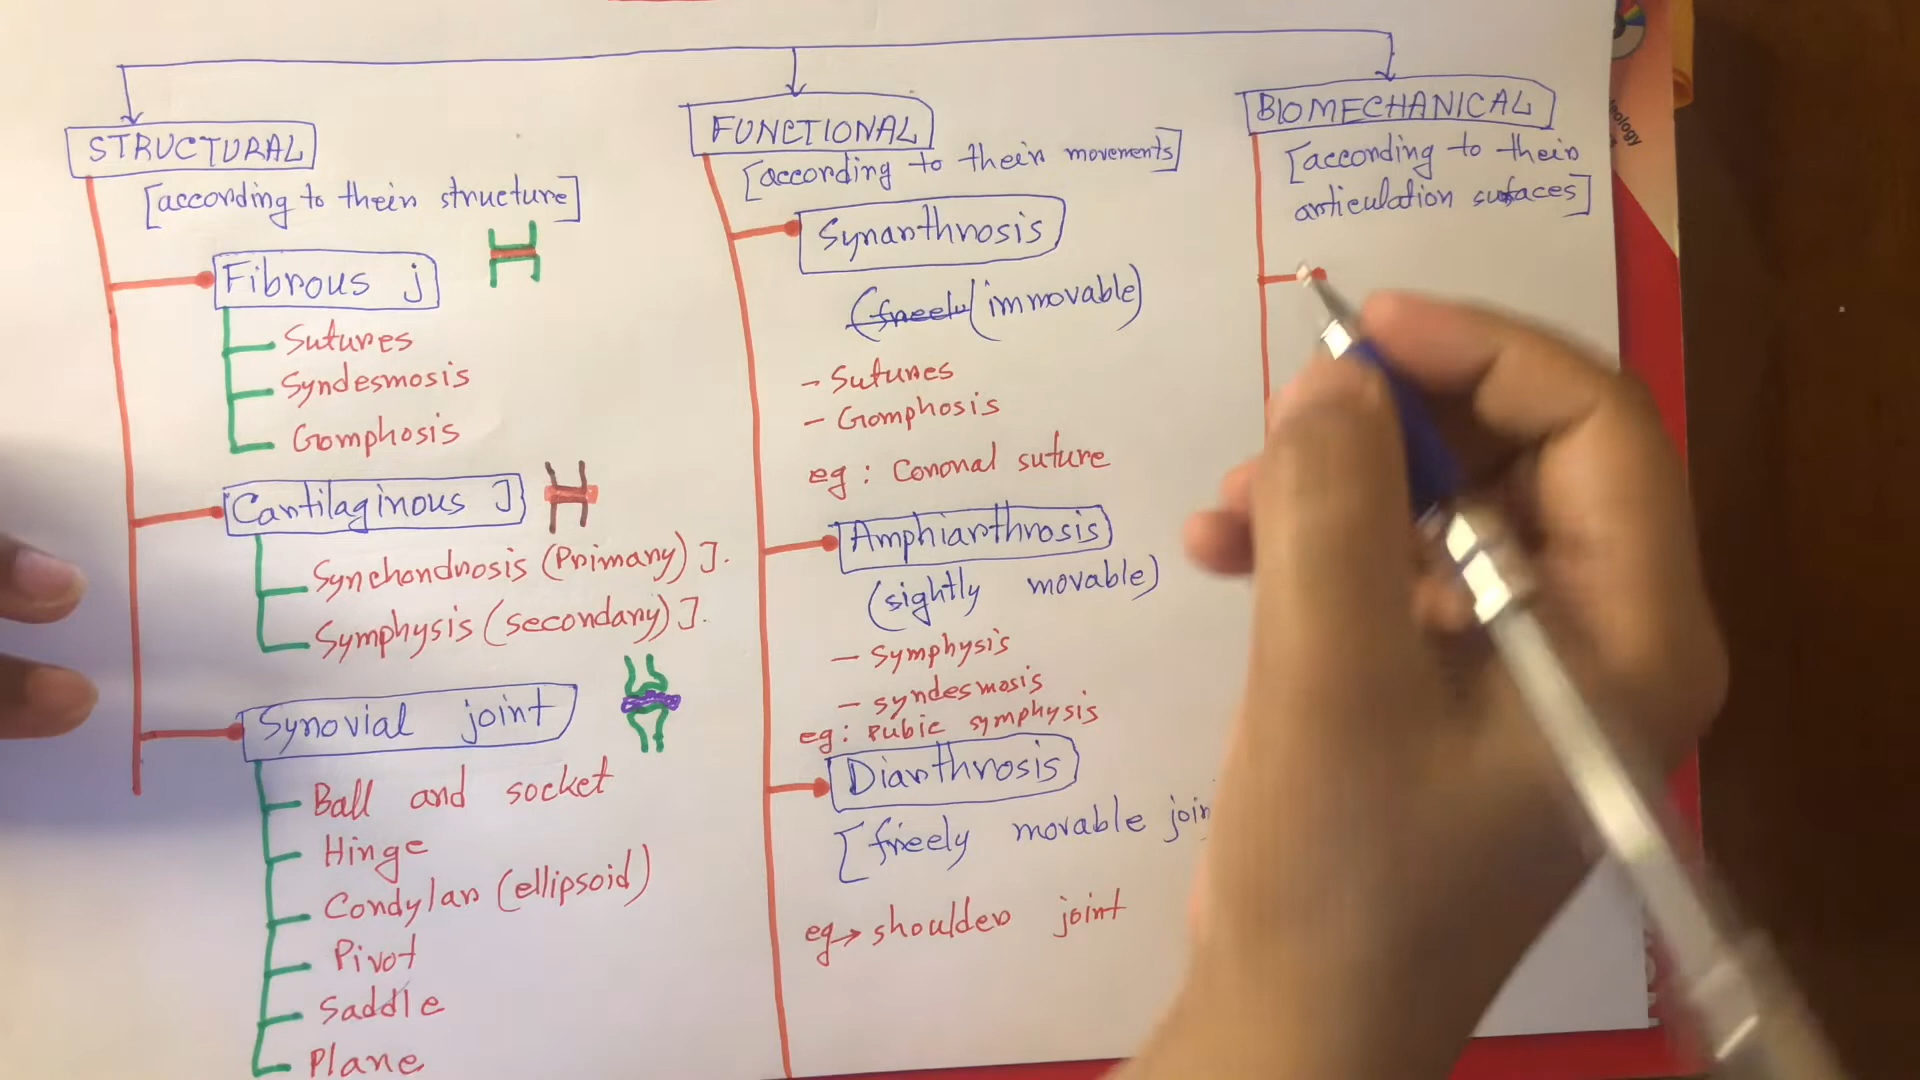 STRUCTURAL
[according to their structure]
Fibrous j
Sutures
Syndesmosis
Gomphosis
Cartilaginous J
Synchondrosis (Primary) J.
Symphysis (secondary) J.
Synovial joint
Ball and socket
Hinge
Condylar (ellipsoid)
Pivot
Saddle
Plane
FUNCTIONAL
[according to their movements]
Synarthrosis
(freely (immovable)
- Sutures
- Gomphosis
eg : Coronal suture
Amphiarthrosis
(sightly movable)
- Symphysis
- syndesmosis
eg : Pubic symphysis
Diarthrosis
[freely movable join
eg → shoulder joint
BIOMECHANICAL
[according to their
articulation sufaces]
ology